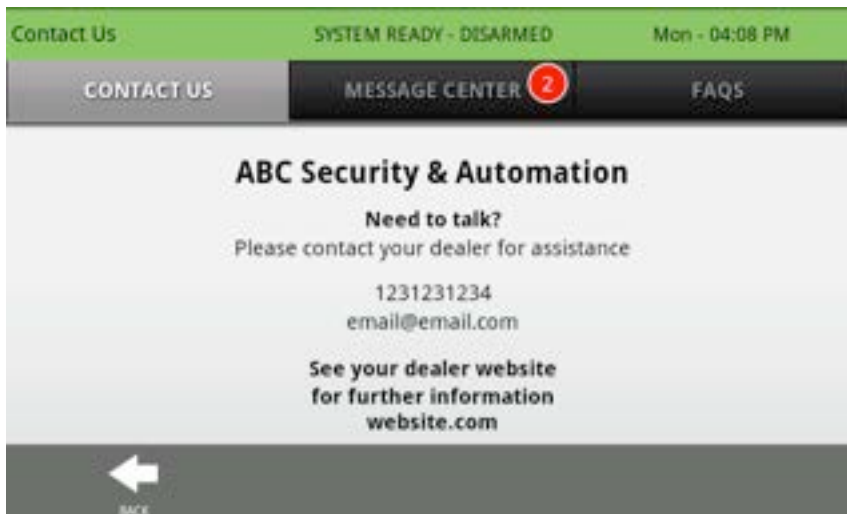 Contact Us SYSTEM READY - DISARMED Mon - 04:08 PM
CONTACT US MESSAGE CENTER 2 FAQS
ABC Security & Automation
Need to talk?
Please contact your dealer for assistance
1231231234
email@email.com
See your dealer website
for further information
website.com
BACK